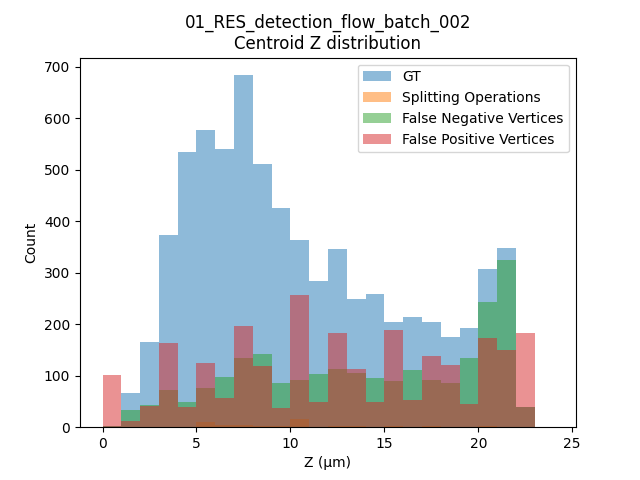 01_RES_detection_flow_batch_002
Centroid Z distribution
GT
Splitting Operations
False Negative Vertices
False Positive Vertices
Count
700
600
500
400
300
200
100
0
0 5 10 15 20 25
Z (µm)